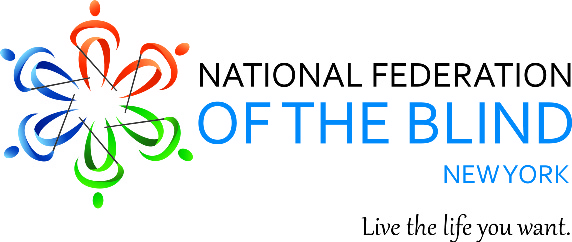 NATIONAL FEDERATION
OF THE BLIND
NEW YORK
Live the life you want.